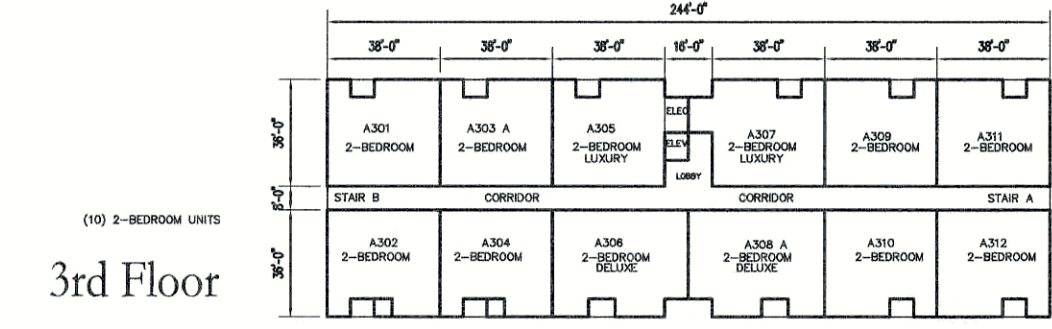 244'-0"
38'-0" 38'-0" 38'-0" 16'-0" 38'-0" 38'-0" 38'-0"
36'-0"
8'-0"
36'-0"
A301
2-BEDROOM
A303 A
2-BEDROOM
A305
2-BEDROOM
LUXURY
ELEC
ELEV
LOBBY
A307
2-BEDROOM
LUXURY
A309
2-BEDROOM
A311
2-BEDROOM
STAIR B CORRIDOR CORRIDOR STAIR A
A302
2-BEDROOM
A304
2-BEDROOM
A306
2-BEDROOM
DELUXE
A308 A
2-BEDROOM
DELUXE
A310
2-BEDROOM
A312
2-BEDROOM
(10) 2-BEDROOM UNITS
3rd Floor